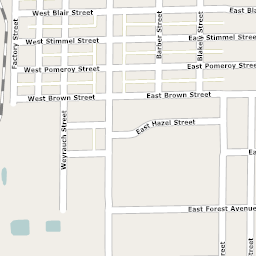 West Blair Street
East Bla
Factory Street
West Stimmel Street
Barber Street
Blakely Street
East Stimmel Street
West Pomeroy Street
East Pomeroy Street
West Brown Street
East Brown Street
Weyrauch Street
East Hazel Street
East Forest Avenue